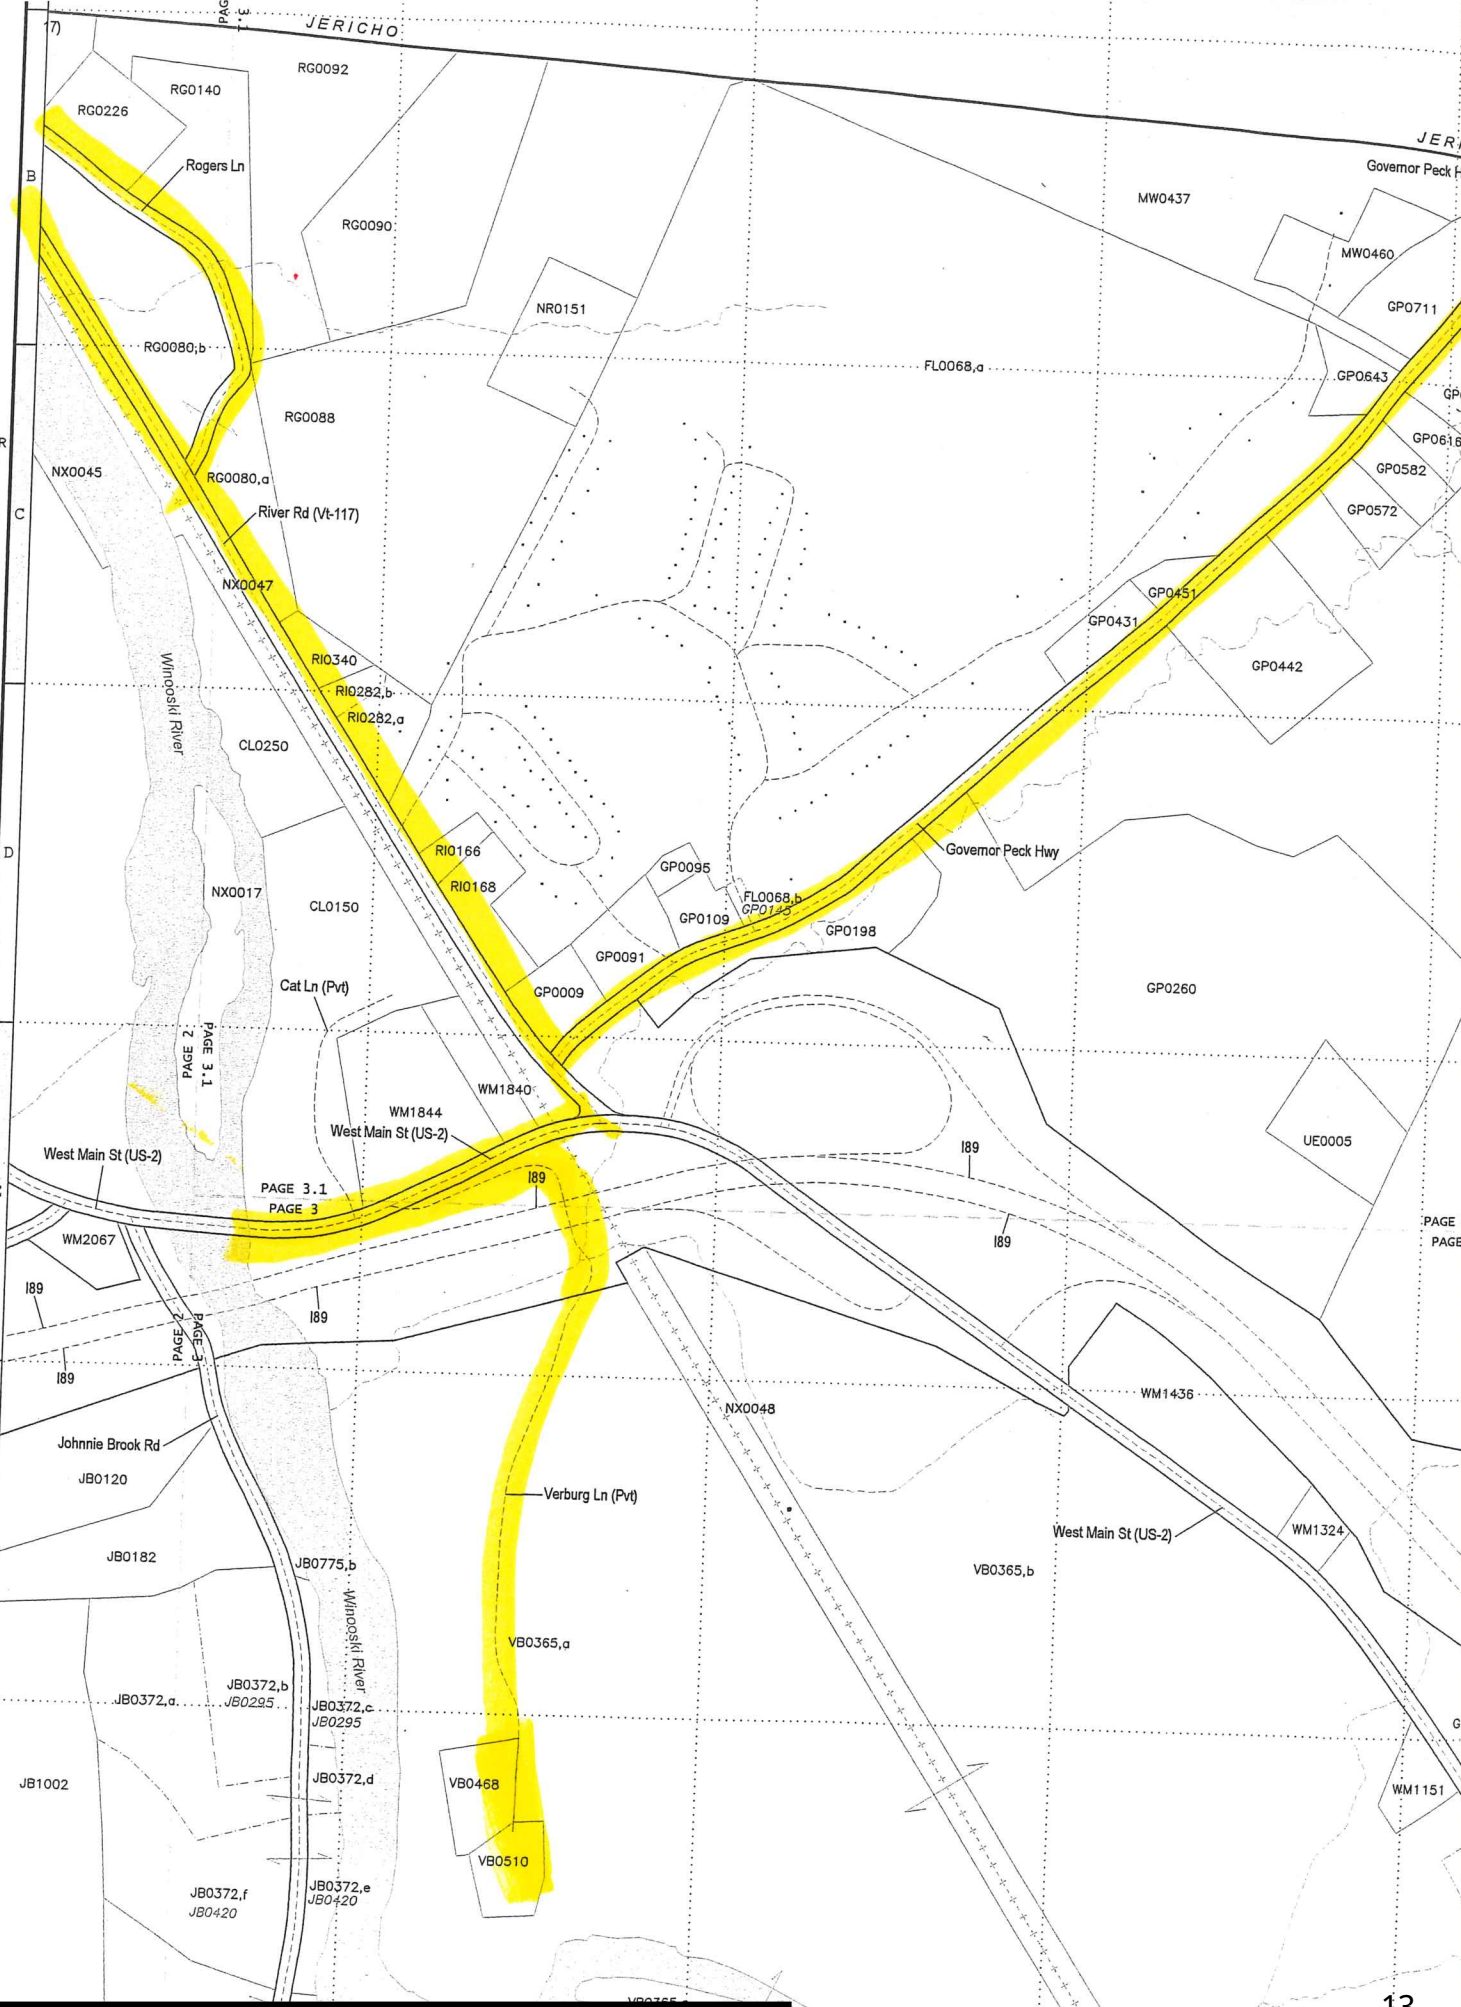 JERICHO
17)
RG0092
RG0140
RG0226
JERI
Governor Peck H
B
Rogers Ln
MW0437
RG0090
MW0460
NR0151
GP0711
RG0080,b
FL0068,a
GP0643
RG0088
GP0616
R
NX0045
GP0582
RG0080,a
GP0572
C
River Rd (Vt-117)
NX0047
GP0451
GP0431
RI0340
GP0442
RI0282,b
RI0282,a
Winooski River
CL0250
D
RI0166
Governor Peck Hwy
GP0095
RI0168
NX0017
FL0068,b
GP0145
CL0150
GP0109
GP0198
GP0091
Cat Ln (Pvt)
GP0009
GP0260
PAGE 2
PAGE 3.1
WM1840
WM1844
West Main St (US-2)
UE0005
West Main St (US-2)
I89
I89
PAGE 3.1
PAGE 3
PAGE
PAGE
WM2067
I89
I89
I89
PAGE 2
PAGE 3
I89
WM1436
NX0048
Johnnie Brook Rd
JB0120
Verburg Ln (Pvt)
West Main St (US-2)
WM1324
JB0182
JB0775,b
VB0365,b
Winooski River
VB0365,a
JB0372,b
JB0372,a
JB0295
JB0372,c
JB0295
G
JB0372,d
JB1002
VB0468
WM1151
VB0510
JB0372,e
JB0372,f
JB0420
JB0420
13